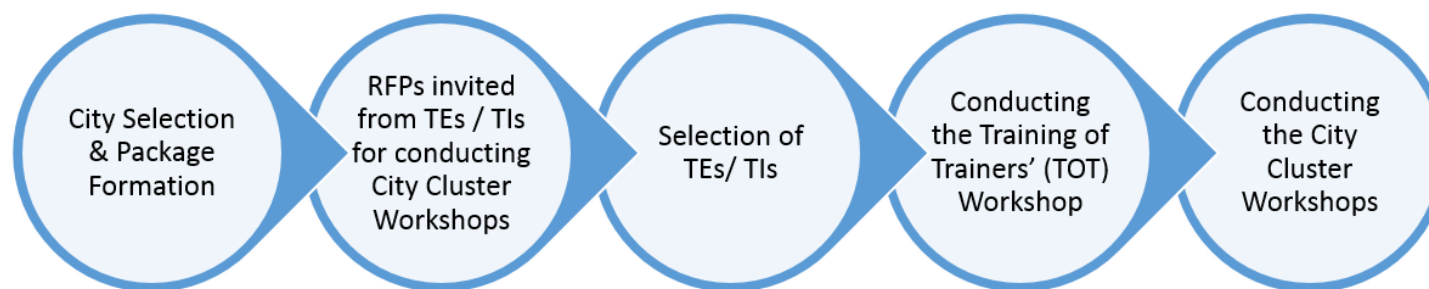 City Selection
& Package
Formation
RFPs invited
from TEs / TIs
for conducting
City Cluster
Workshops
Selection of
TEs/ TIs
Conducting
the Training of
Trainers’ (TOT)
Workshop
Conducting
the City
Cluster
Workshops